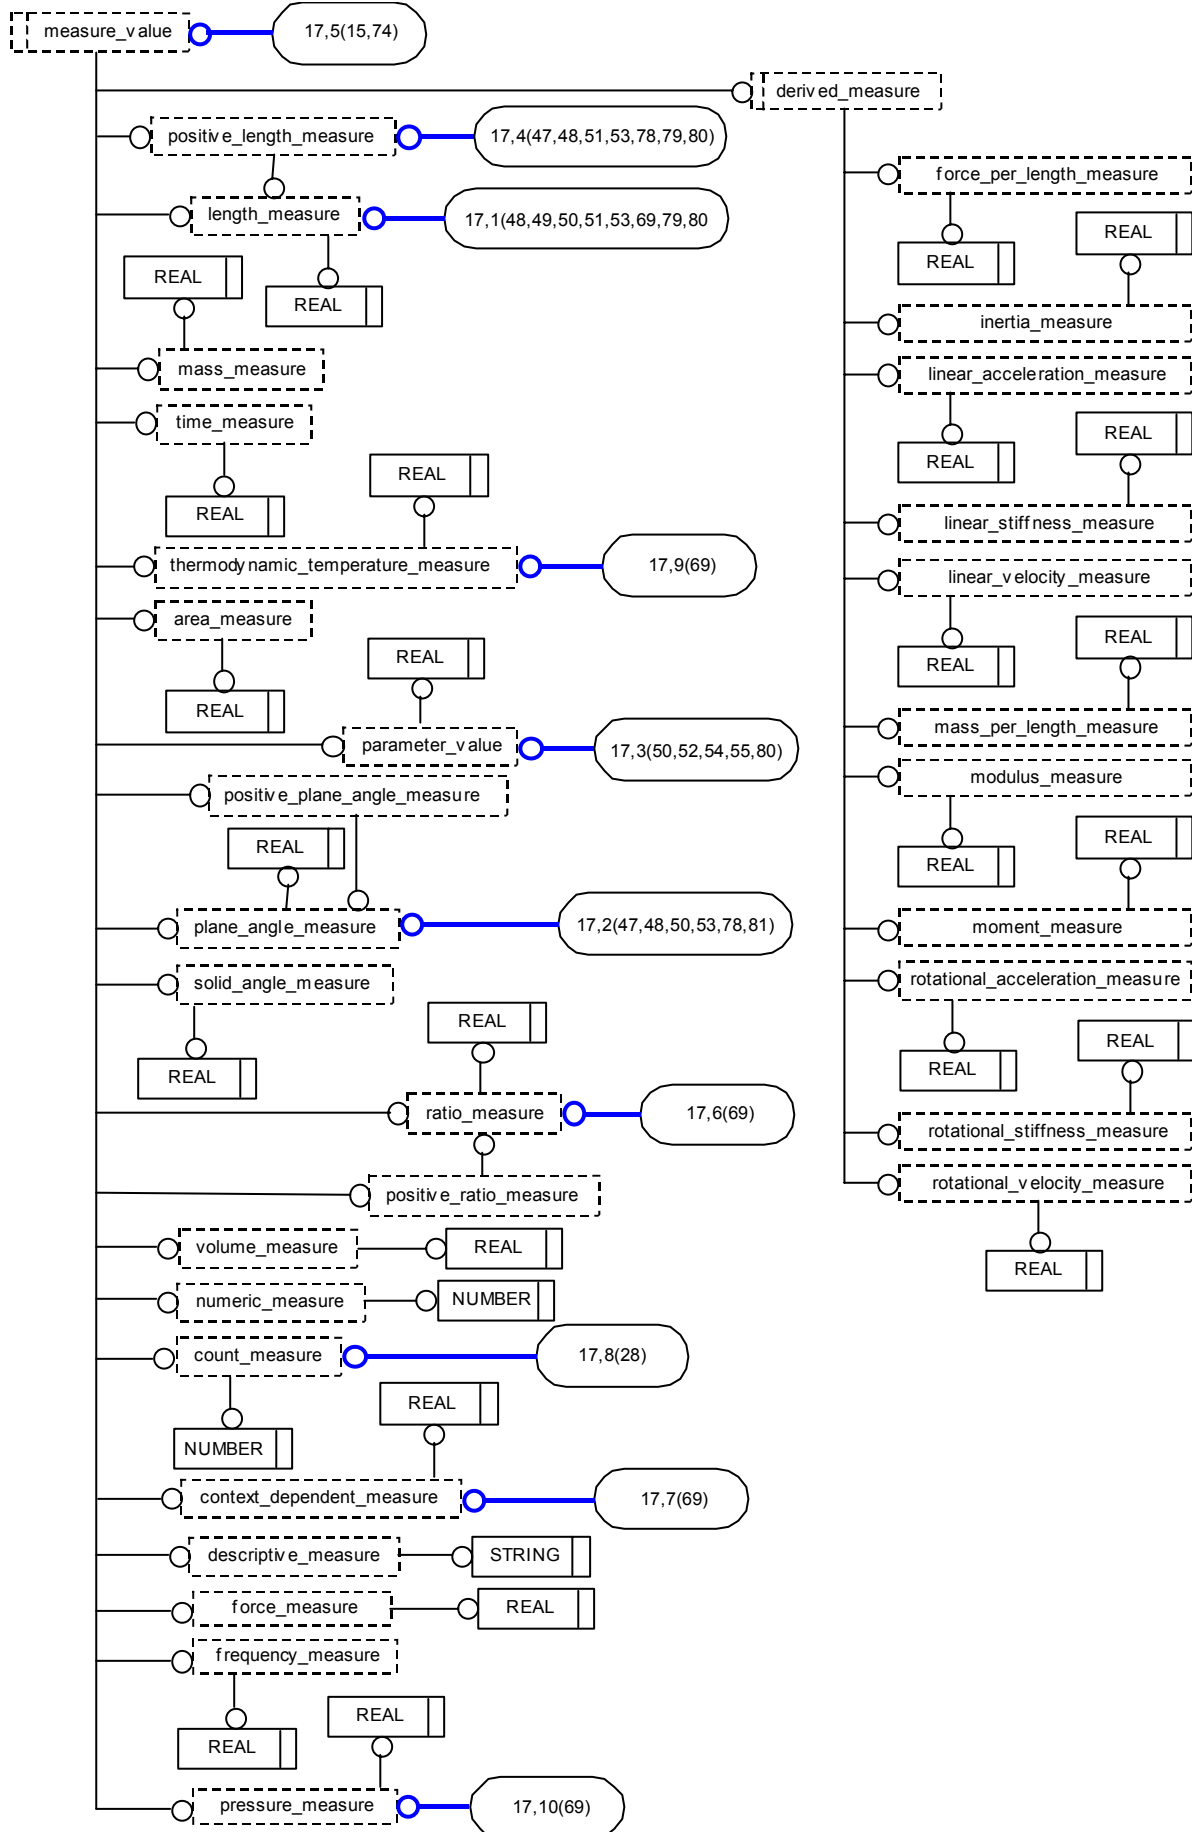 measure_value
17,5(15,74)
derived_measure
positive_length_measure
17,4(47,48,51,53,78,79,80)
force_per_length_measure
length_measure
17,1(48,49,50,51,53,69,79,80
REAL
REAL
REAL
REAL
inertia_measure
mass_measure
linear_acceleration_measure
time_measure
REAL
REAL
REAL
REAL
linear_stiffness_measure
thermodynamic_temperature_measure
17,9(69)
linear_velocity_measure
area_measure
REAL
REAL
REAL
REAL
parameter_value
17,3(50,52,54,55,80)
mass_per_length_measure
modulus_measure
positive_plane_angle_measure
REAL
REAL
REAL
plane_angle_measure
17,2(47,48,50,53,78,81)
moment_measure
solid_angle_measure
rotational_acceleration_measure
REAL
REAL
REAL
REAL
ratio_measure
17,6(69)
rotational_stiffness_measure
positive_ratio_measure
rotational_velocity_measure
volume_measure
REAL
REAL
numeric_measure
NUMBER
count_measure
17,8(28)
REAL
NUMBER
context_dependent_measure
17,7(69)
descriptive_measure
STRING
force_measure
REAL
frequency_measure
REAL
REAL
pressure_measure
17,10(69)